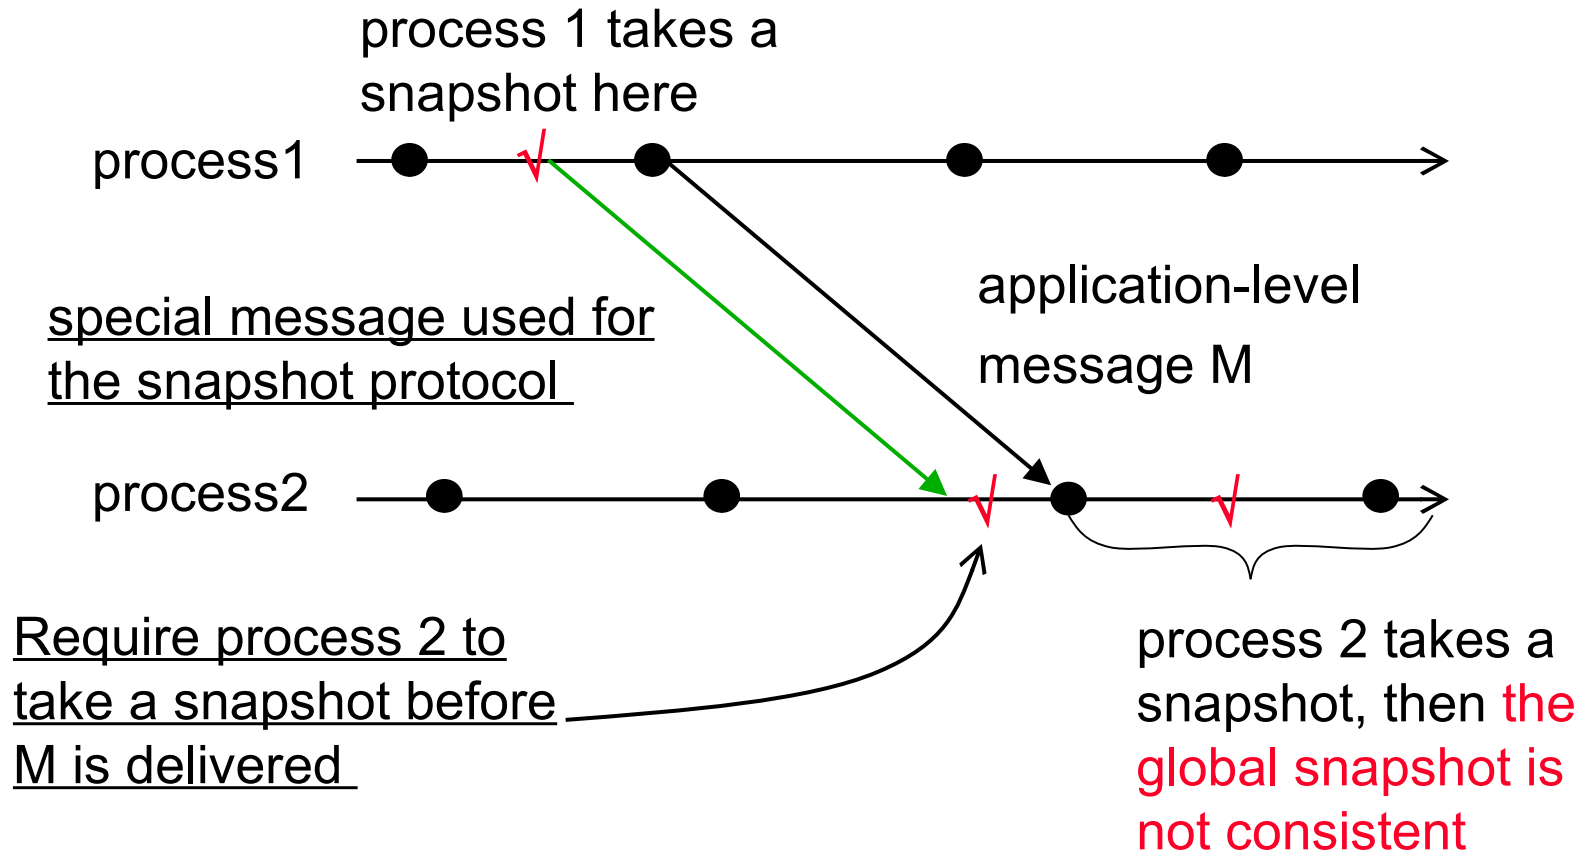 process 1 takes a
snapshot here
process1
special message used for
the snapshot protocol
application-level
message M
process2
Require process 2 to
take a snapshot before
M is delivered
process 2 takes a
snapshot, then the
global snapshot is
not consistent